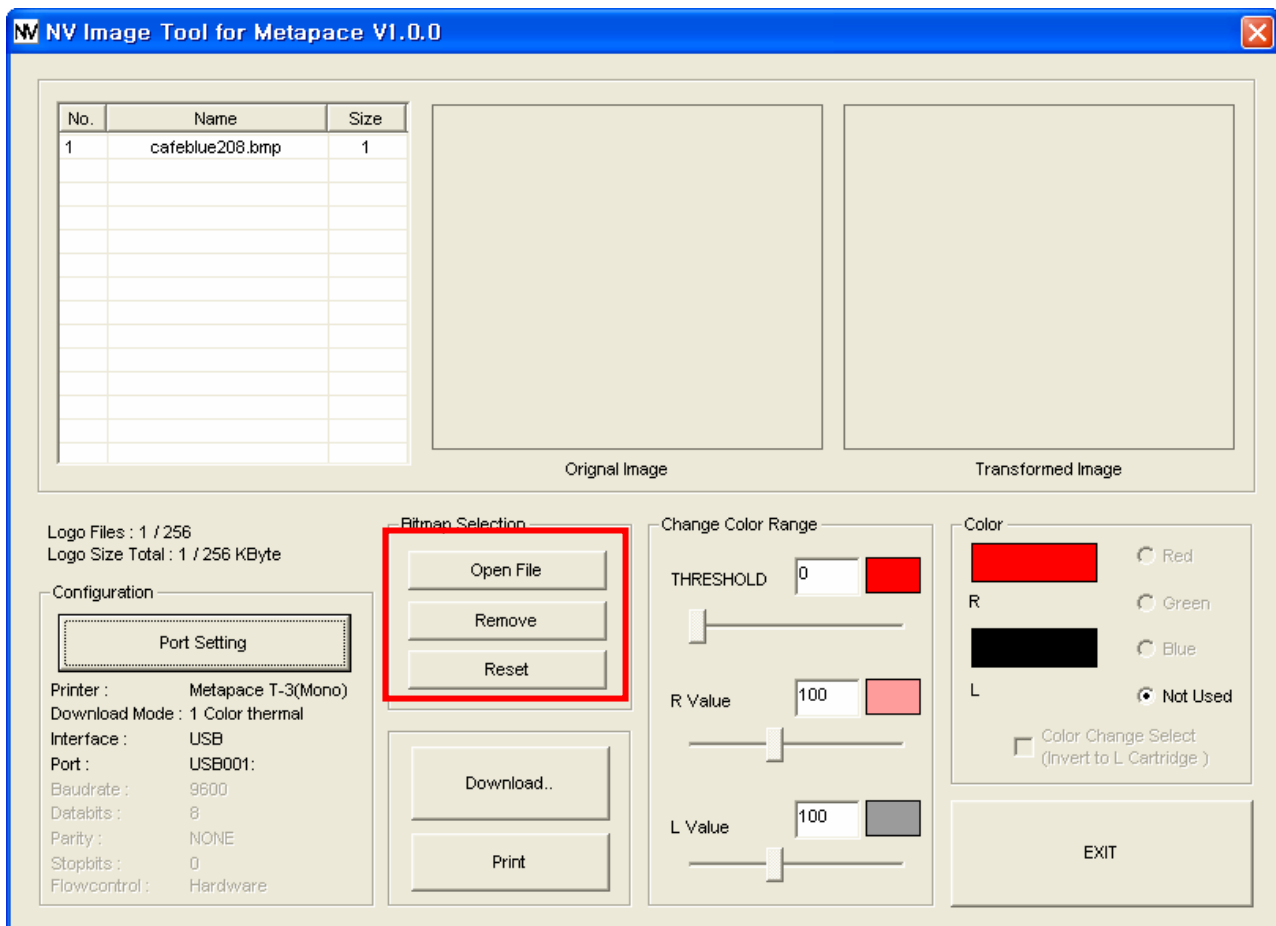 NV NV Image Tool for Metapace V1.0.0
No. Name Size
1 cafeblue208.bmp 1
Orignal Image
Transformed Image
Logo Files : 1 / 256
Logo Size Total : 1 / 256 KByte
Configuration
Port Setting
Printer : Metapace T-3(Mono)
Download Mode : 1 Color thermal
Interface : USB
Port : USB001:
Baudrate : 9600
Databits : 8
Parity : NONE
Stopbits : 0
Flowcontrol : Hardware
Bitmap Selection
Open File
Remove
Reset
Download..
Print
Change Color Range
THRESHOLD 0
R Value 100
L Value 100
Color
R
L
Red
Green
Blue
Not Used
Color Change Select
(Invert to L Cartridge )
EXIT